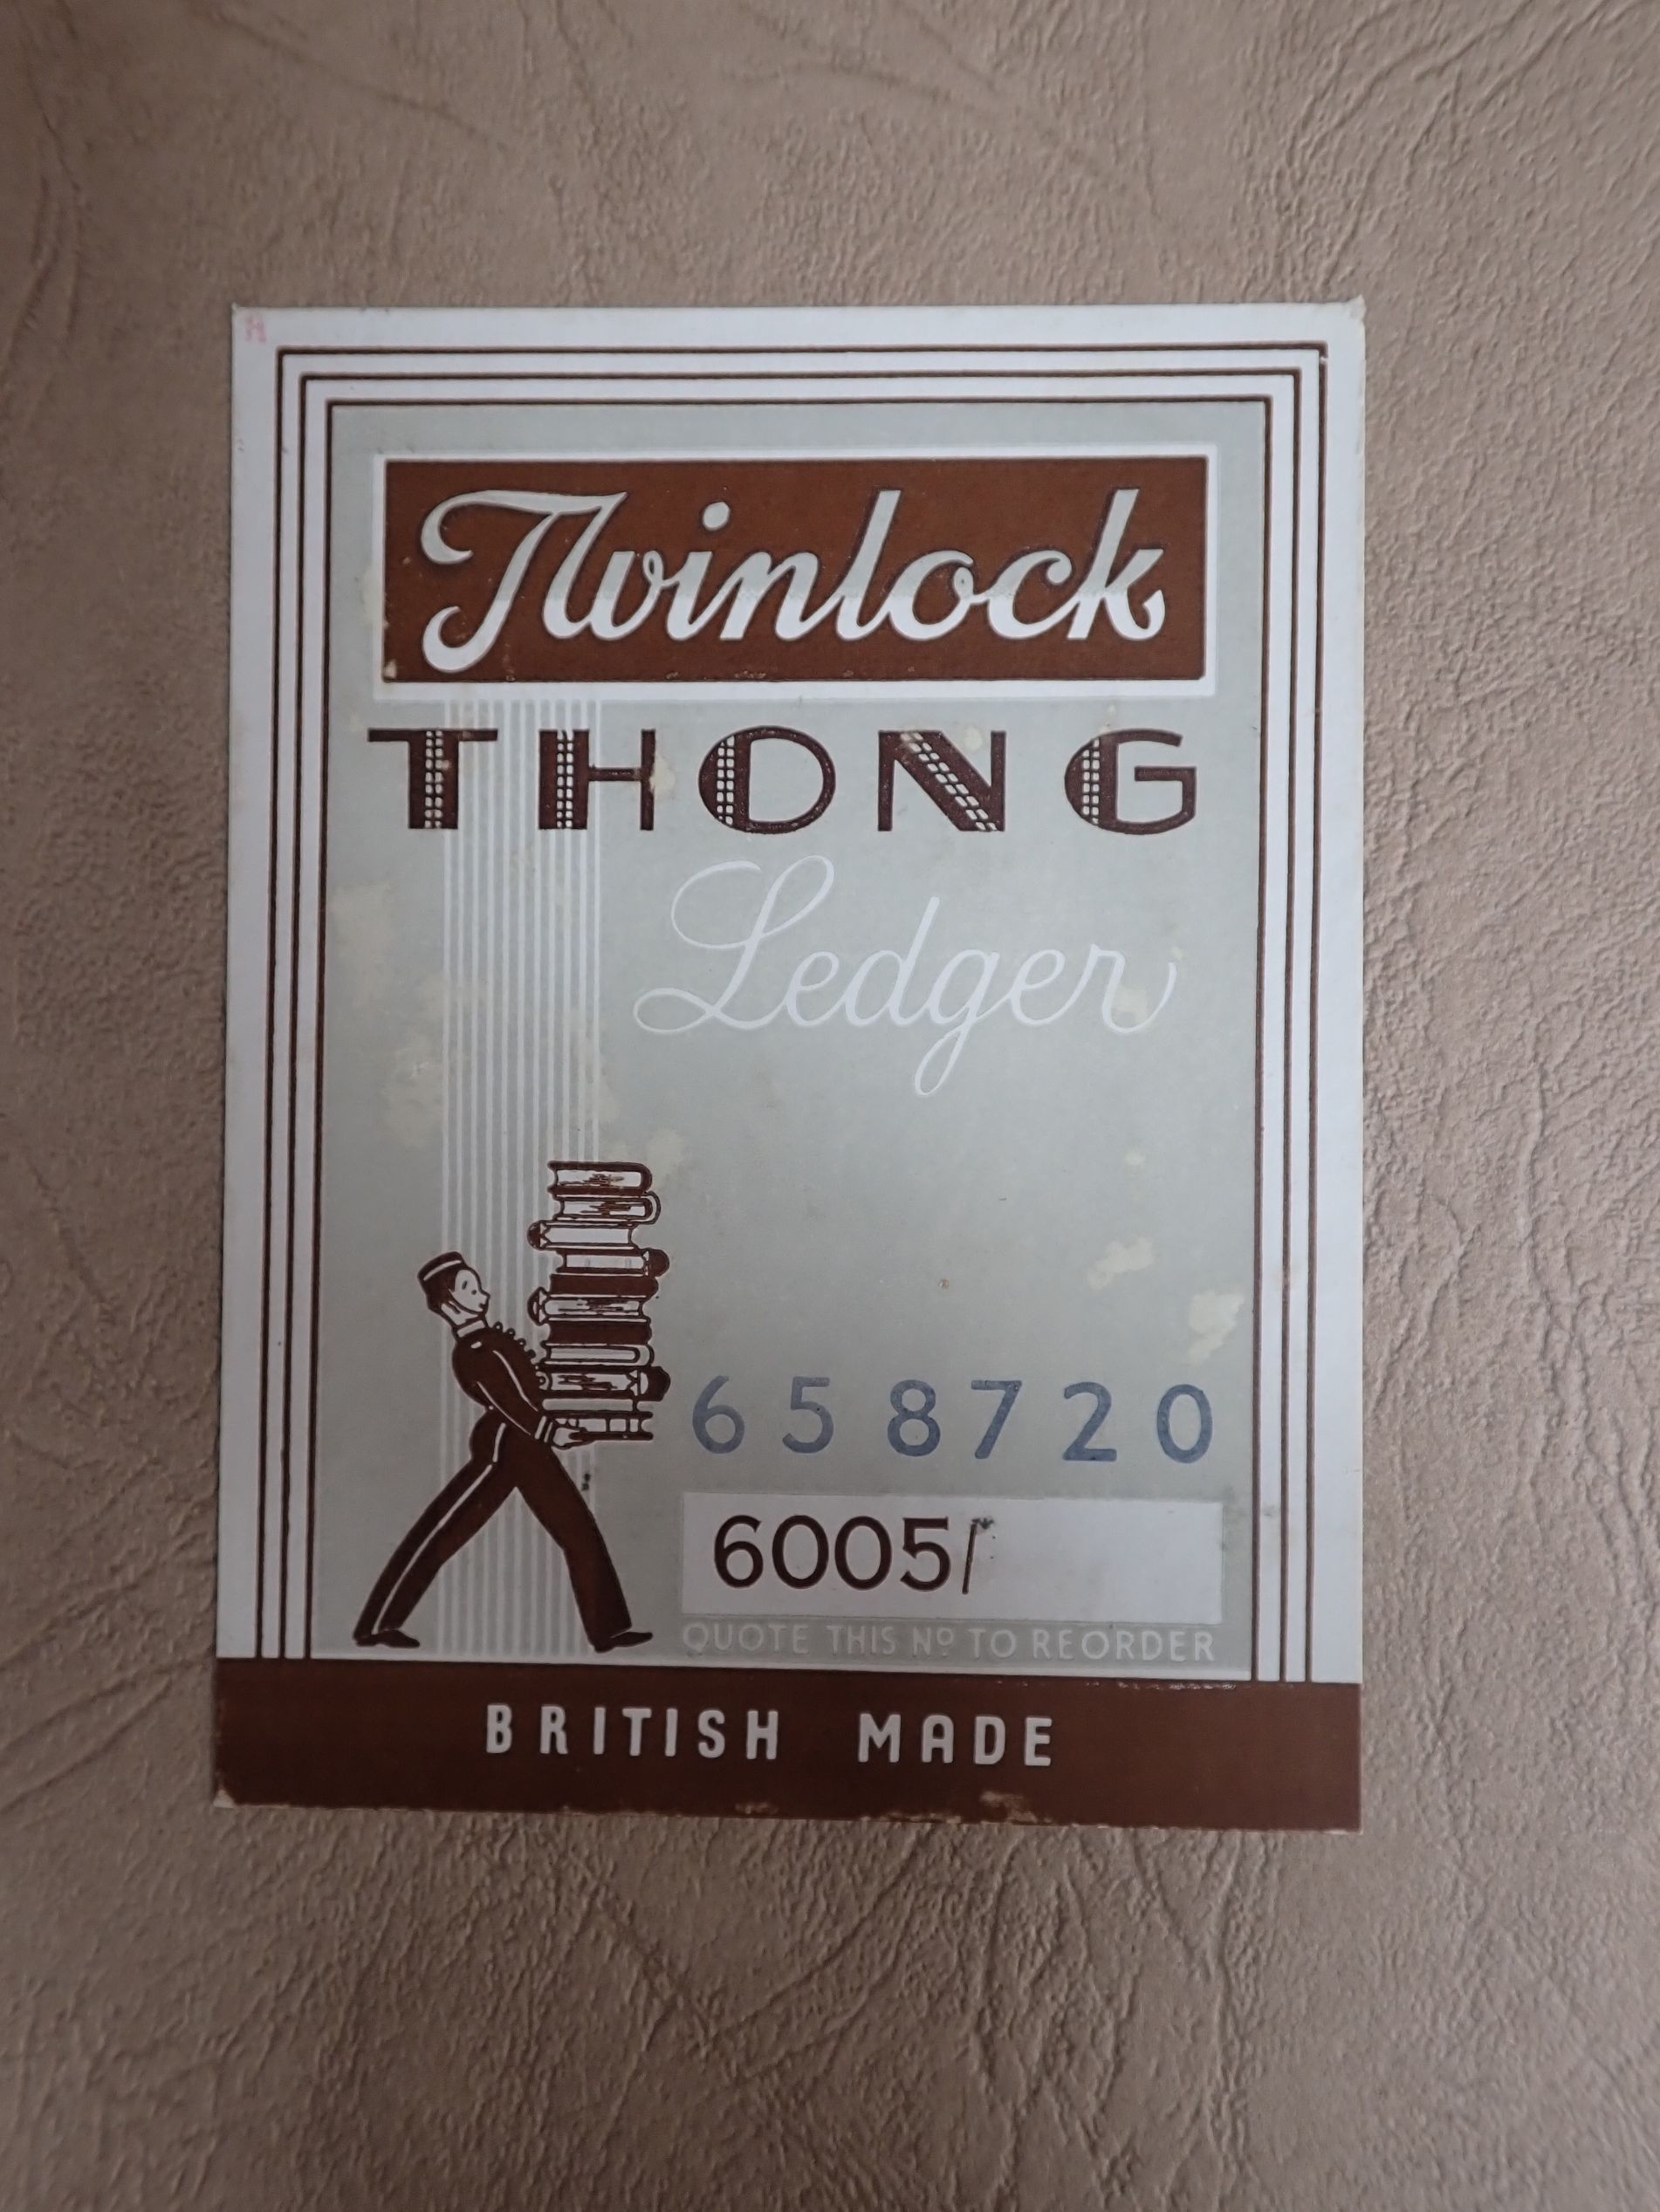 Twinlock
THONG
Ledger
658720
6005/
QUOTE THIS Nº TO REORDER
BRITISH MADE